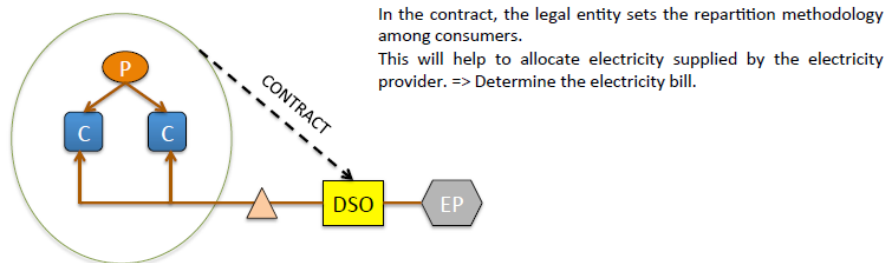 In the contract, the legal entity sets the repartition methodology
among consumers.
This will help to allocate electricity supplied by the electricity
provider. => Determine the electricity bill.
P
CONTRACT
C
C
DSO
EP